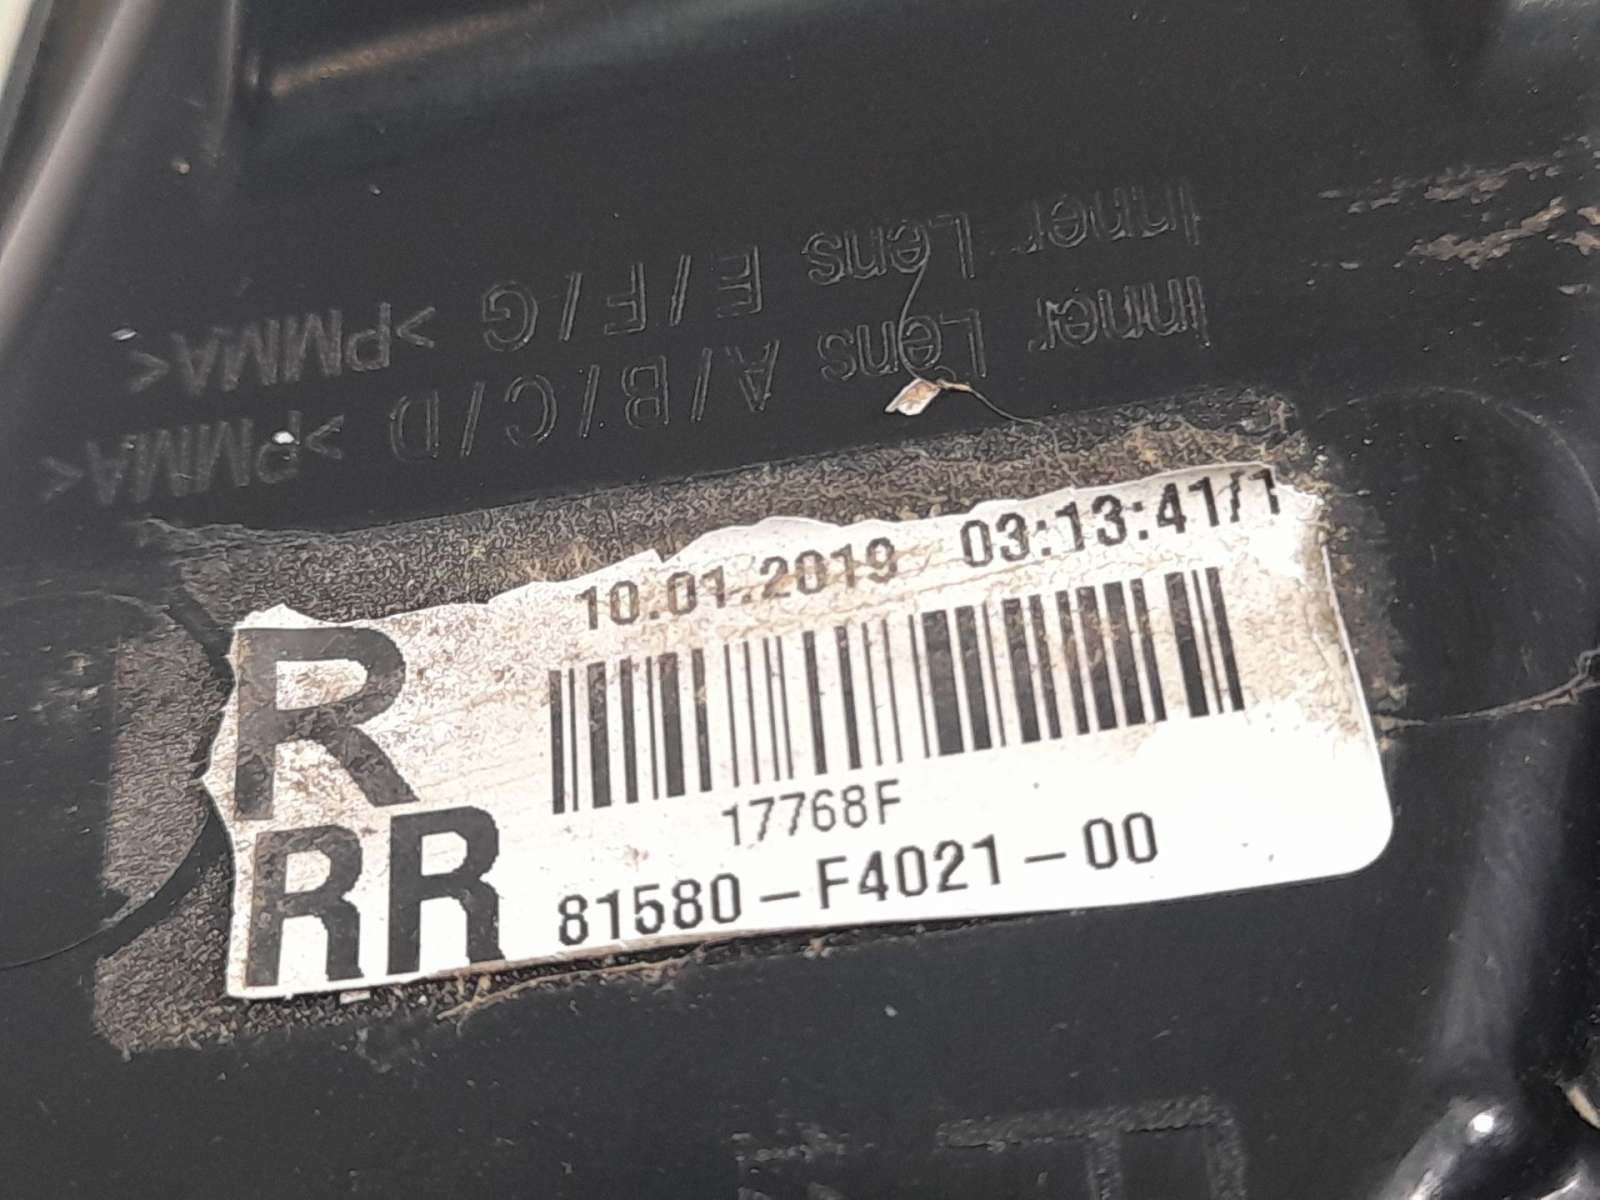 Inner Lens A/B/C/D >PMMA<
Inner Lens E/F/G >PMMA<
10.01.2019 03:13:41/1
R
17768F
RR
81580-F4021-00